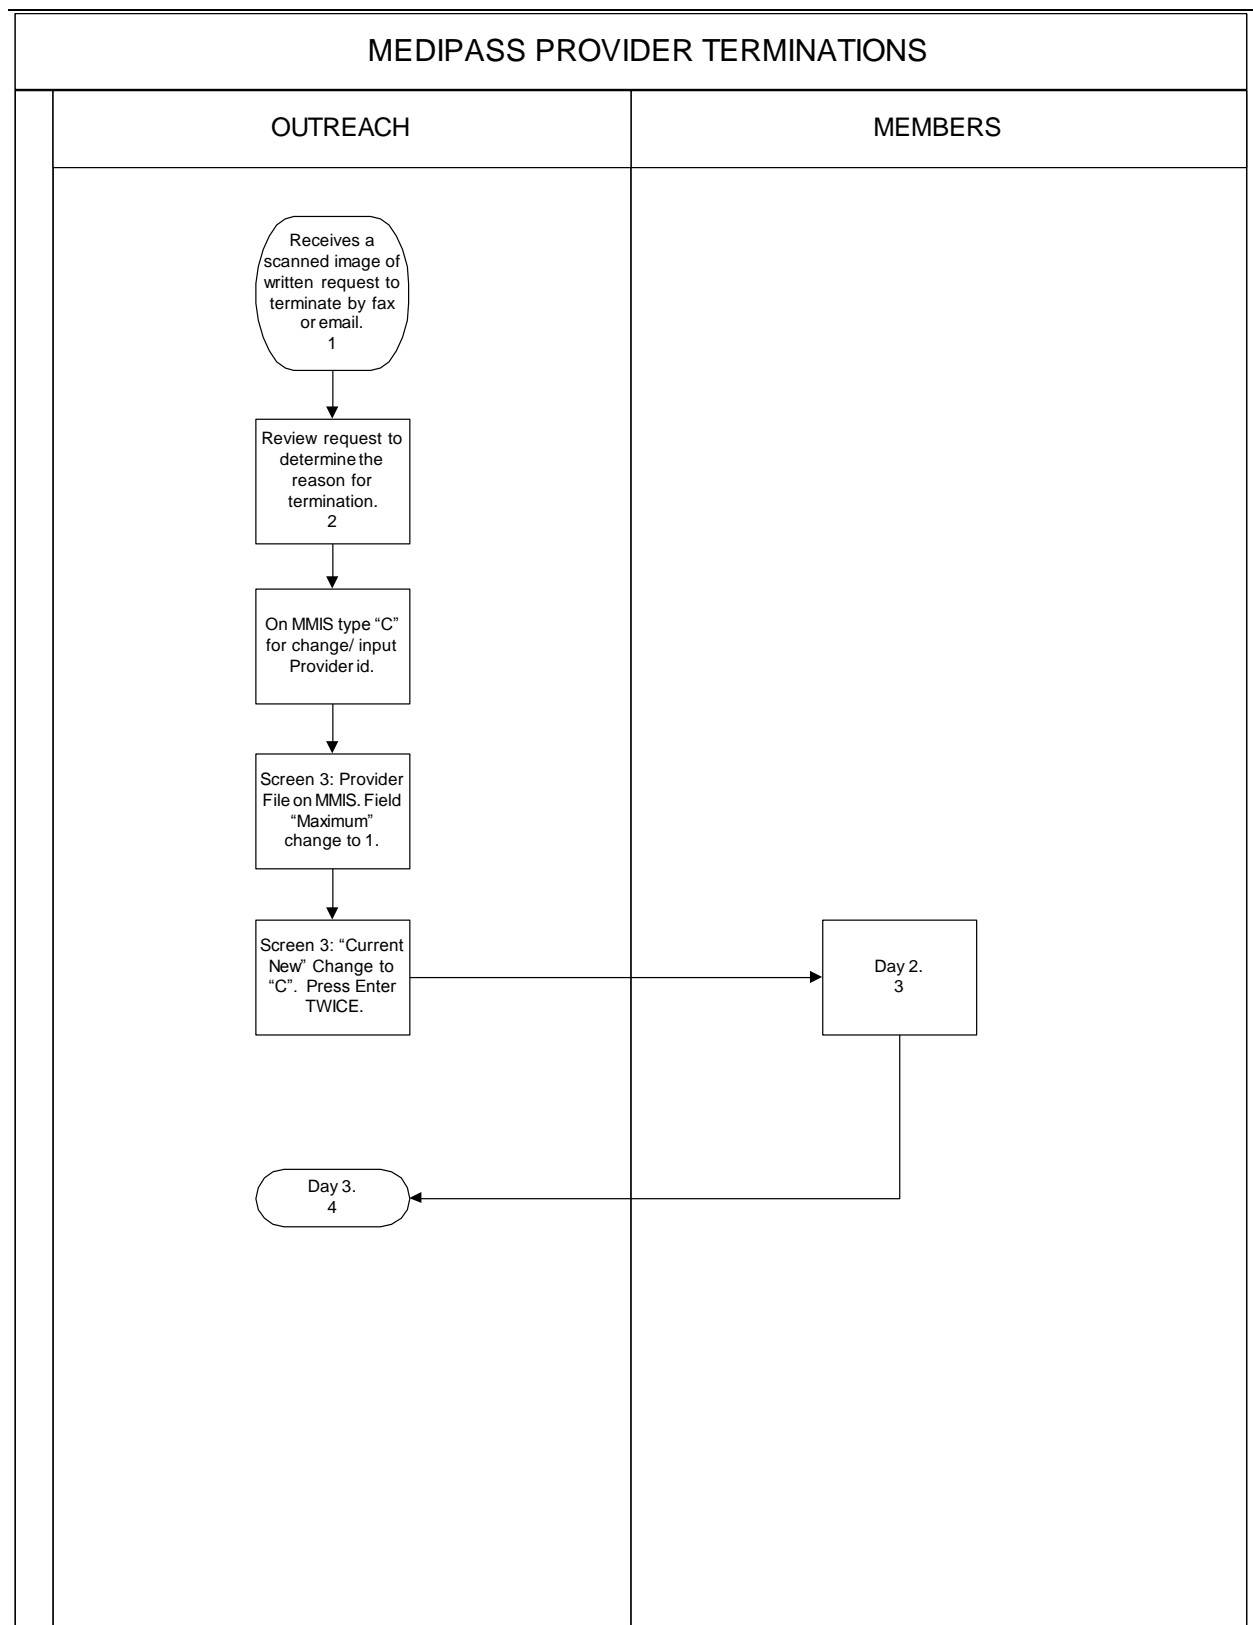 MEDIPASS PROVIDER TERMINATIONS
OUTREACH
MEMBERS
Receives a
scanned image of
written request to
terminate by fax
or email.
1
Review request to
determine the
reason for
termination.
2
On MMIS type “C”
for change/ input
Provider id.
Screen 3: Provider
File on MMIS. Field
“Maximum”
change to 1.
Screen 3: “Current
New” Change to
“C”. Press Enter
TWICE.
Day 2.
3
Day 3.
4